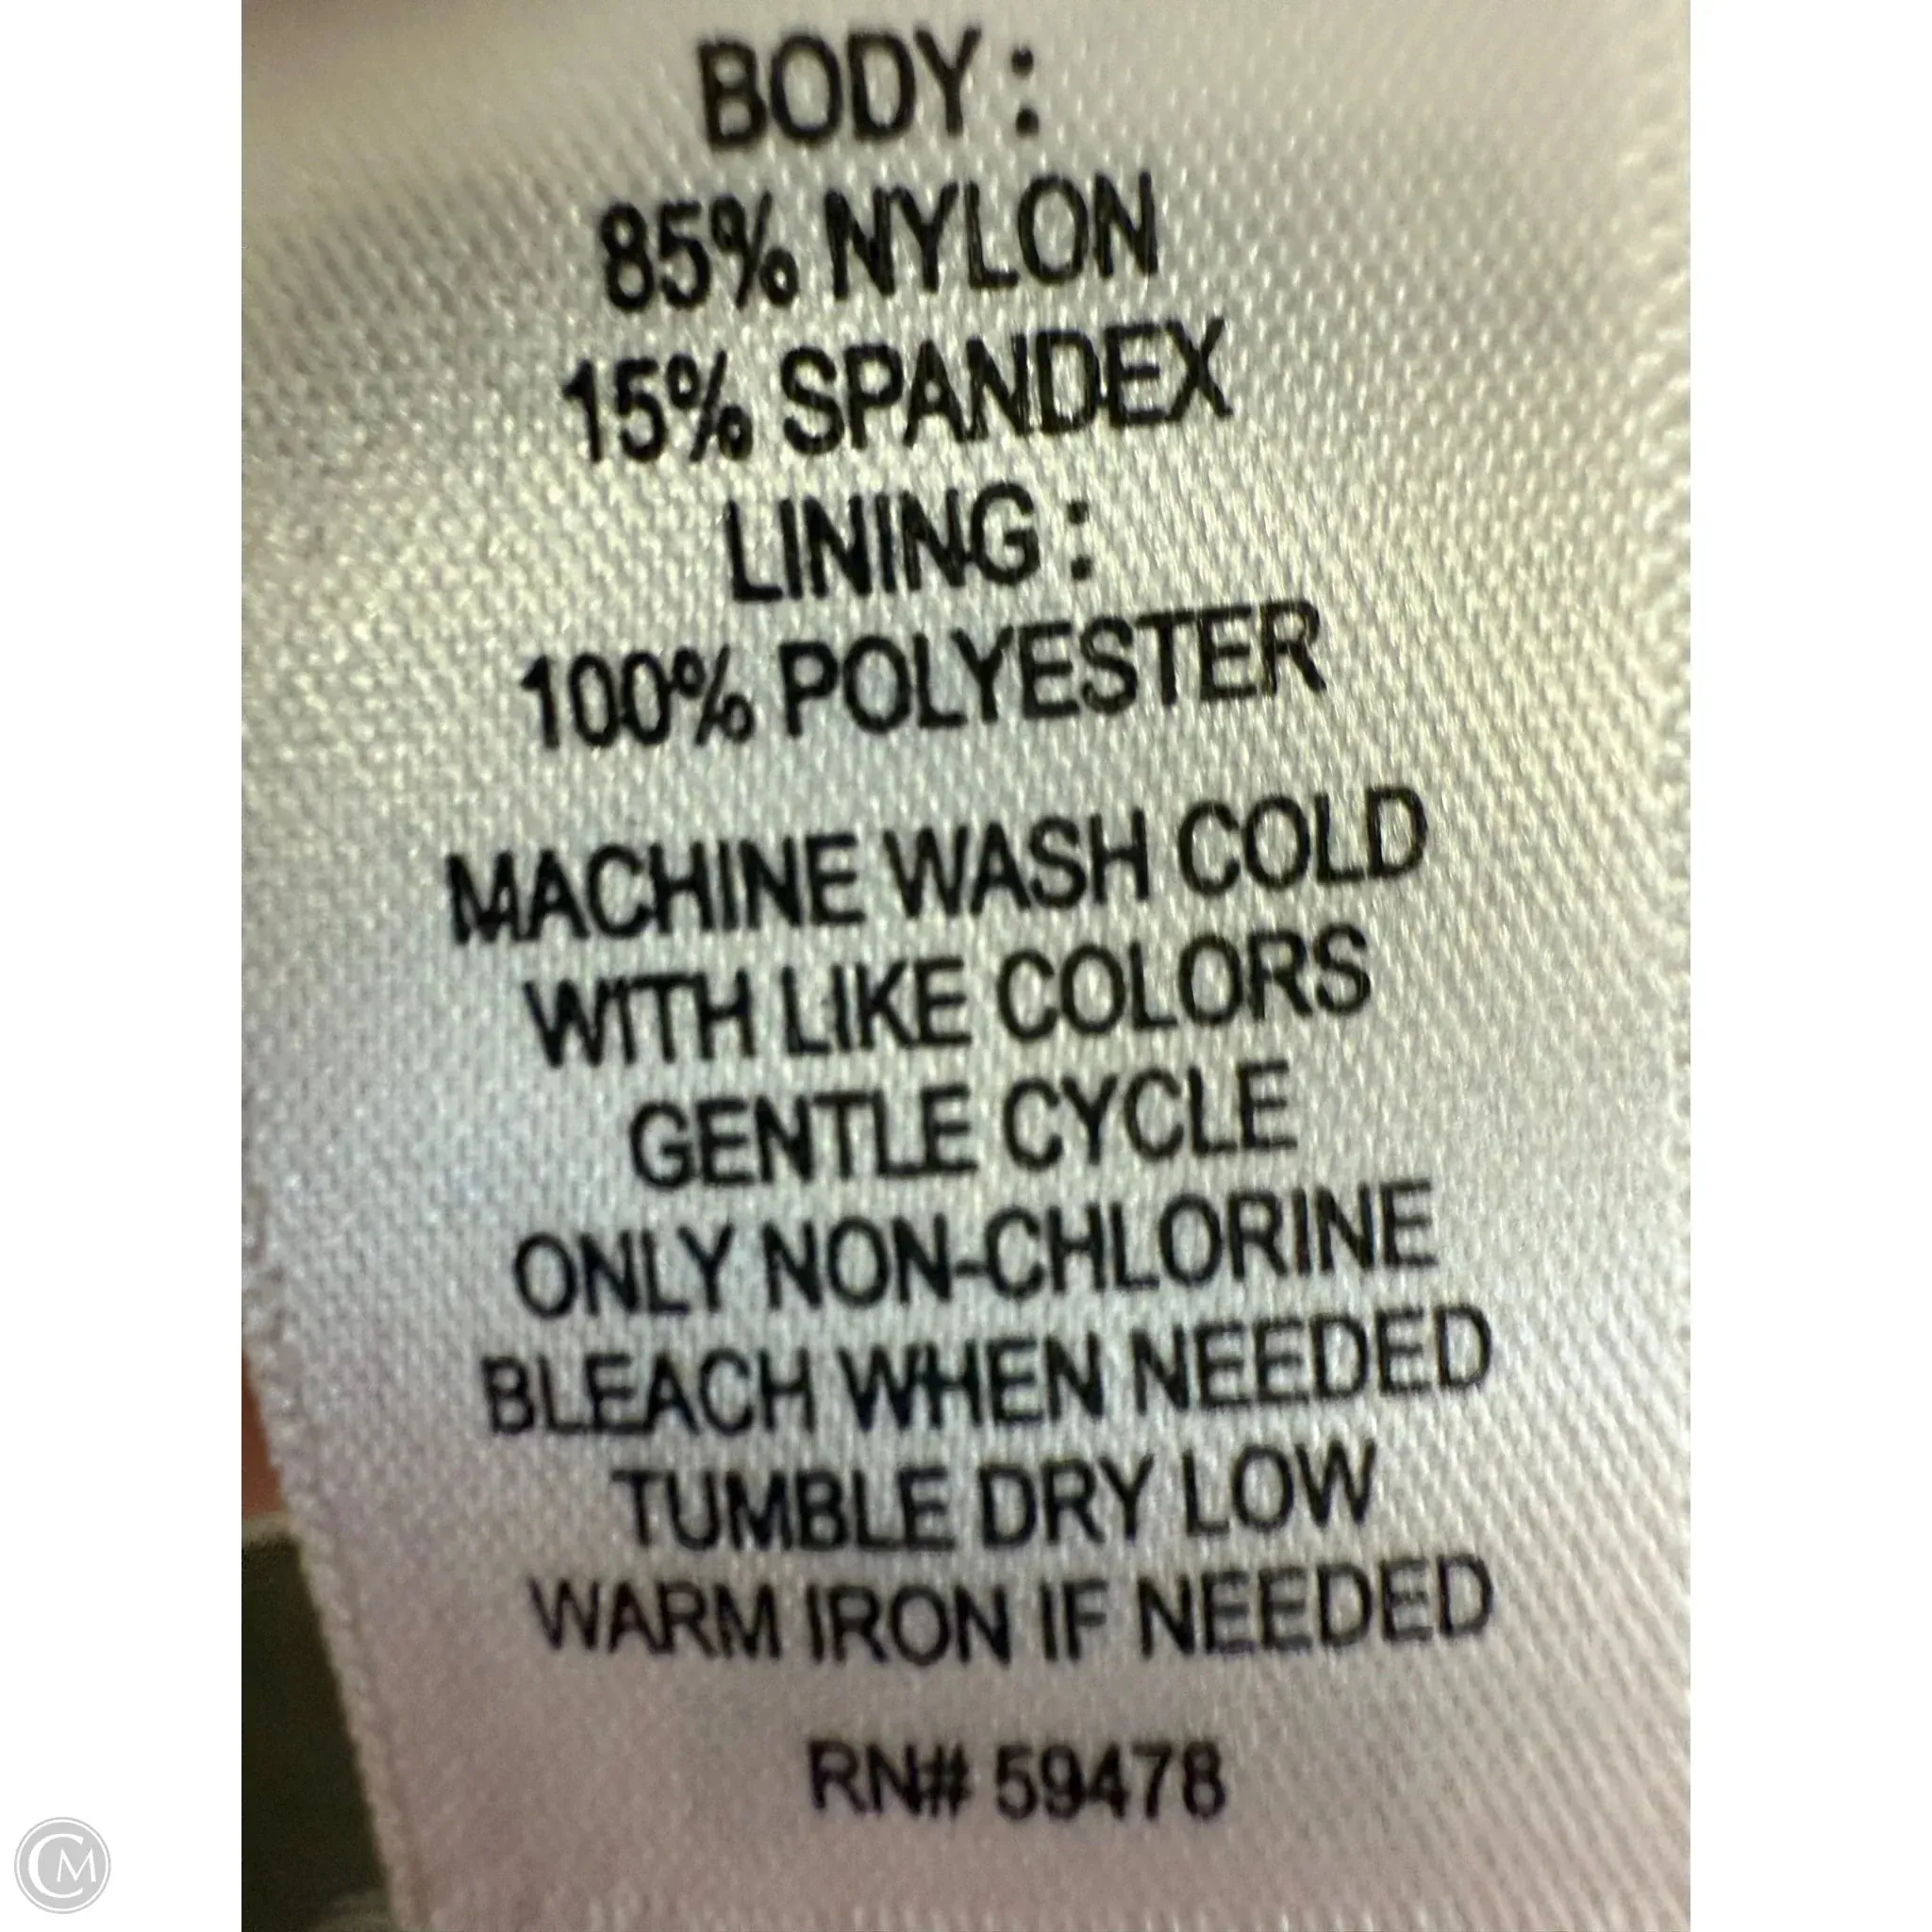 BODY :
85% NYLON
15% SPANDEX
LINING :
100% POLYESTER
MACHINE WASH COLD
WITH LIKE COLORS
GENTLE CYCLE
ONLY NON-CHLORINE
BLEACH WHEN NEEDED
TUMBLE DRY LOW
WARM IRON IF NEEDED
RN# 59478
CM